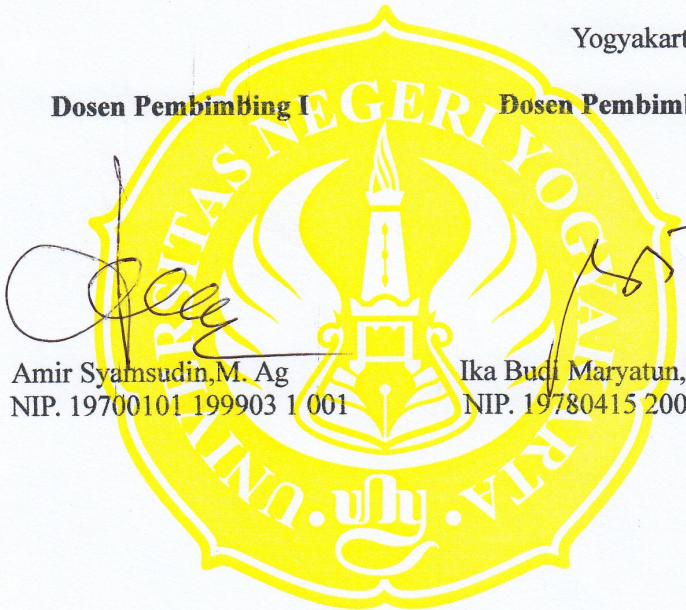 Yogyakart
Dosen Pembimbing I
Dosen Pembimb
UNIVERSITAS NEGERI YOGYAKARTA
uny
Amir Syamsudin,M. Ag
Ika Budi Maryatun,
NIP. 19700101 199903 1 001
NIP. 19780415 200